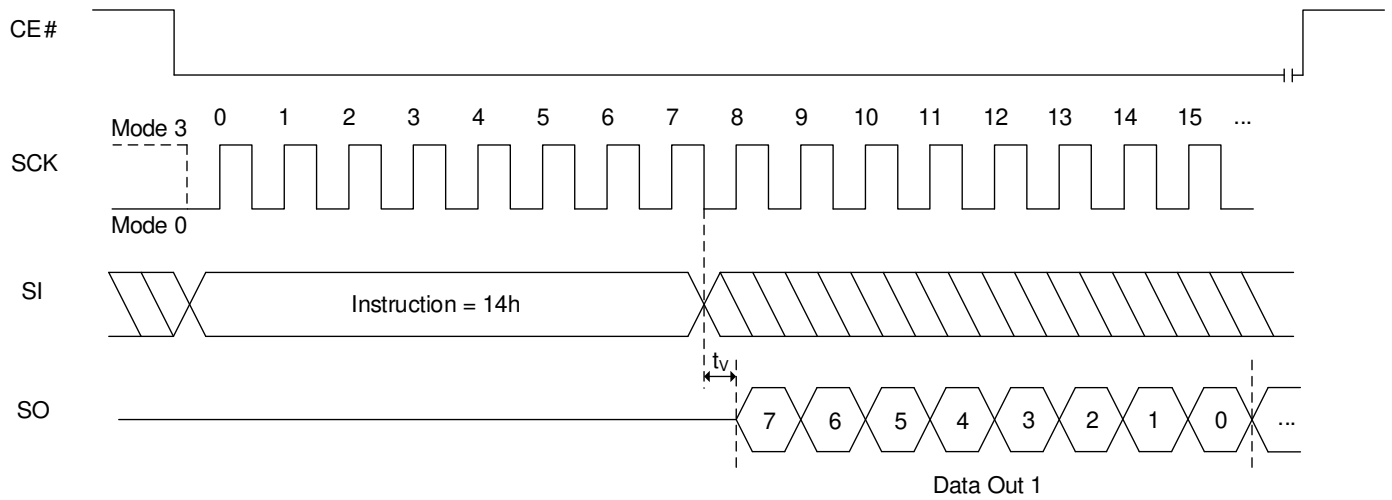 CE#
Mode 3
0 1 2 3 4 5 6 7 8 9 10 11 12 13 14 15 ...
SCK
Mode 0
SI
Instruction = 14h
tV
SO
7 6 5 4 3 2 1 0 ...
Data Out 1